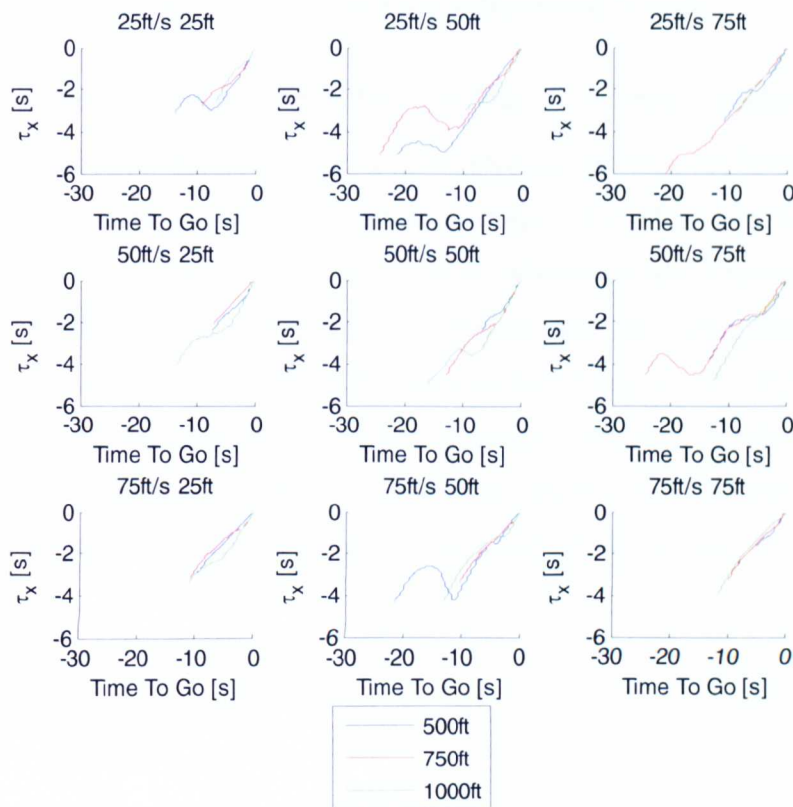 25ft/s 25ft
25ft/s 50ft
25ft/s 75ft
0
-2
-4
-6
τx [s]
-30 -20 -10 0
Time To Go [s]
0
-2
-4
-6
τx [s]
-30 -20 -10 0
Time To Go [s]
0
-2
-4
-6
τx [s]
-30 -20 -10 0
Time To Go [s]
50ft/s 25ft
50ft/s 50ft
50ft/s 75ft
0
-2
-4
-6
τx [s]
-30 -20 -10 0
Time To Go [s]
0
-2
-4
-6
τx [s]
-30 -20 -10 0
Time To Go [s]
0
-2
-4
-6
τx [s]
-30 -20 -10 0
Time To Go [s]
75ft/s 25ft
75ft/s 50ft
75ft/s 75ft
0
-2
-4
-6
τx [s]
-30 -20 -10 0
Time To Go [s]
0
-2
-4
-6
τx [s]
-30 -20 -10 0
Time To Go [s]
0
-2
-4
-6
τx [s]
-30 -20 -10 0
Time To Go [s]
500ft
750ft
1000ft